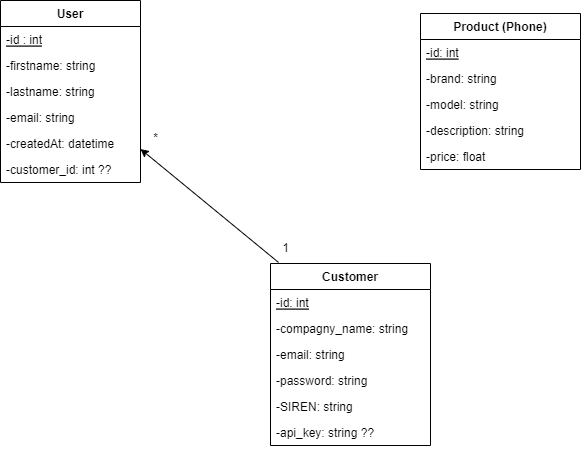 User
-id : int
-firstname: string
-lastname: string
-email: string
-createdAt: datetime
-customer_id: int ??
Product (Phone)
-id: int
-brand: string
-model: string
-description: string
-price: float
*
1
Customer
-id: int
-compagny_name: string
-email: string
-password: string
-SIREN: string
-api_key: string ??